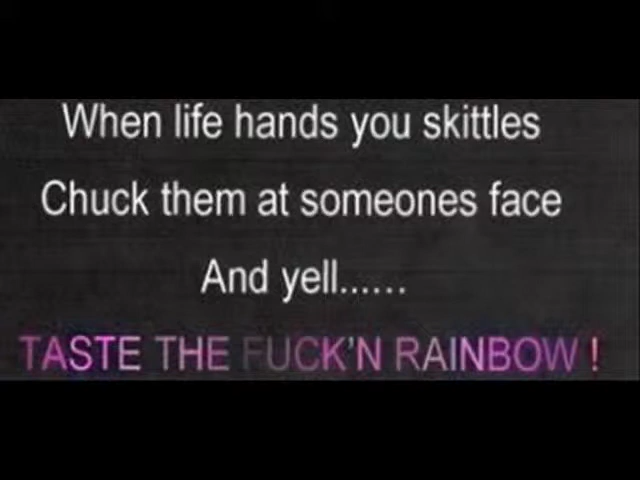 When life hands you skittles
Chuck them at someones face
And yell......
TASTE THE FUCK'N RAINBOW !